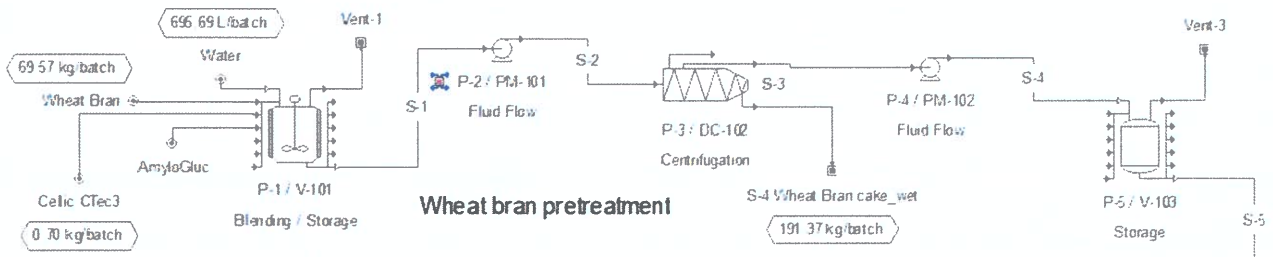 695.69 L/batch
Vent-1
Vent-3
Water
69.57 kg/batch
S-2
Wheat Bran
P-2 / PM-101
S-3
S-4
S-1
Fluid Flow
P-4 / PM-102
P-3 / DC-102
Fluid Flow
AmyloGluc
Centrifugation
Cellic CTec3
P-1 / V-101
Wheat bran pretreatment
S-4 Wheat Bran cake_wet
P-5 / V-103
Blending / Storage
S-5
0.70 kg/batch
191.37 kg/batch
Storage